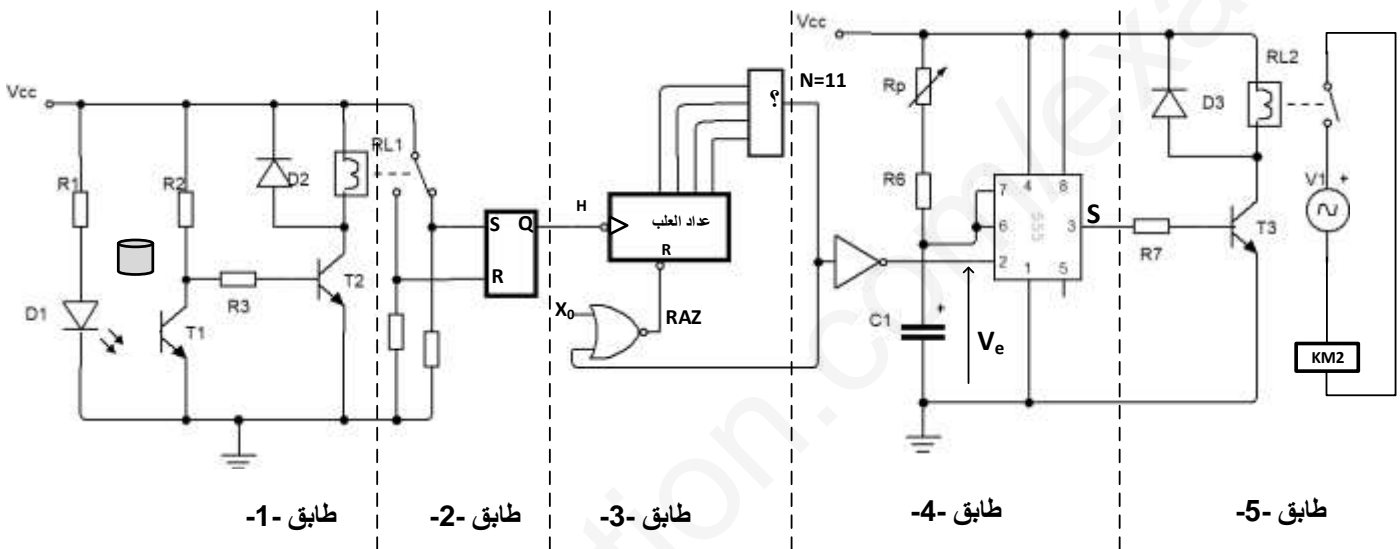 Vcc
R1
R2
D1
T1
R3
D2
RL1
T2
S
Q
R
H
عداد العلب
R
؟
N=11
X₀
RAZ
Vcc
Rp
R6
C1
+
Vₑ
7
6
2
4
8
555
3
1
5
S
R7
D3
RL2
T3
V1
+
KM2
طابق -1-
طابق -2-
طابق -3-
طابق -4-
طابق -5-